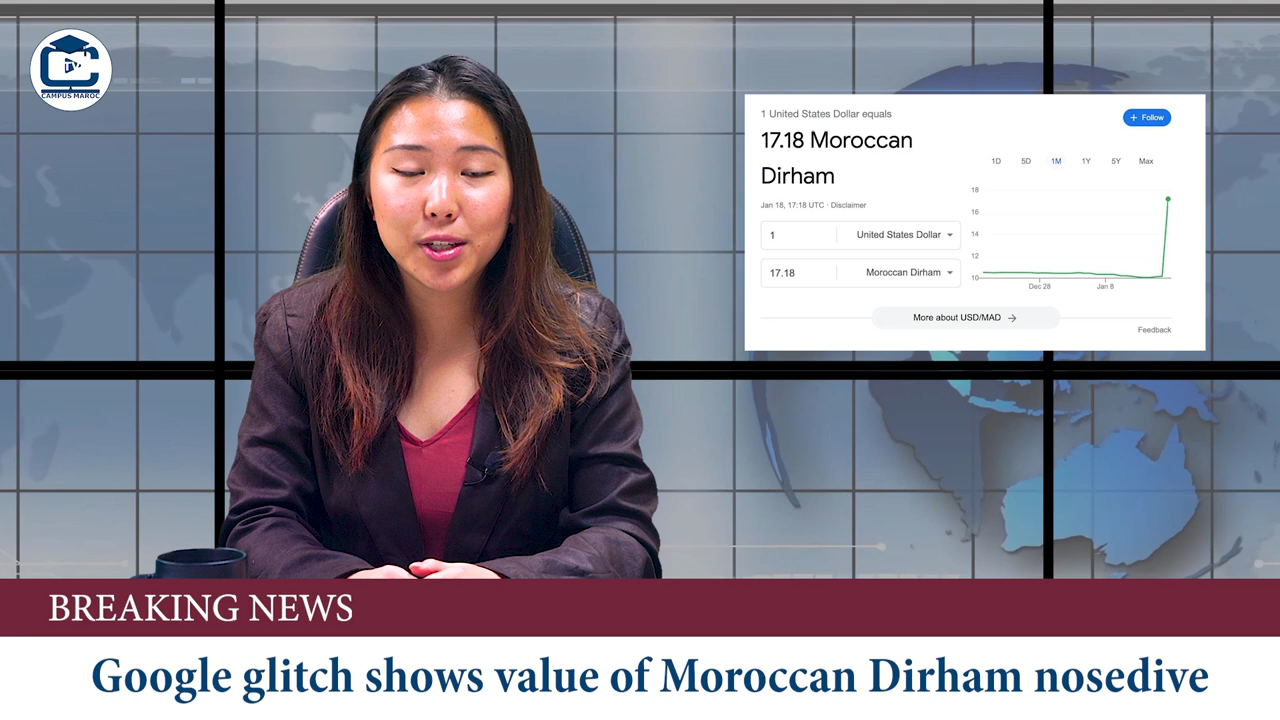 TV
CAMPUS MAROC
1 United States Dollar equals
+ Follow
17.18 Moroccan
Dirham
Jan 18, 17:18 UTC · Disclaimer
1D 5D 1M 1Y 5Y Max
1 United States Dollar
17.18 Moroccan Dirham
18
16
14
12
10
Dec 28 Jan 8
More about USD/MAD →
Feedback
BREAKING NEWS
Google glitch shows value of Moroccan Dirham nosedive